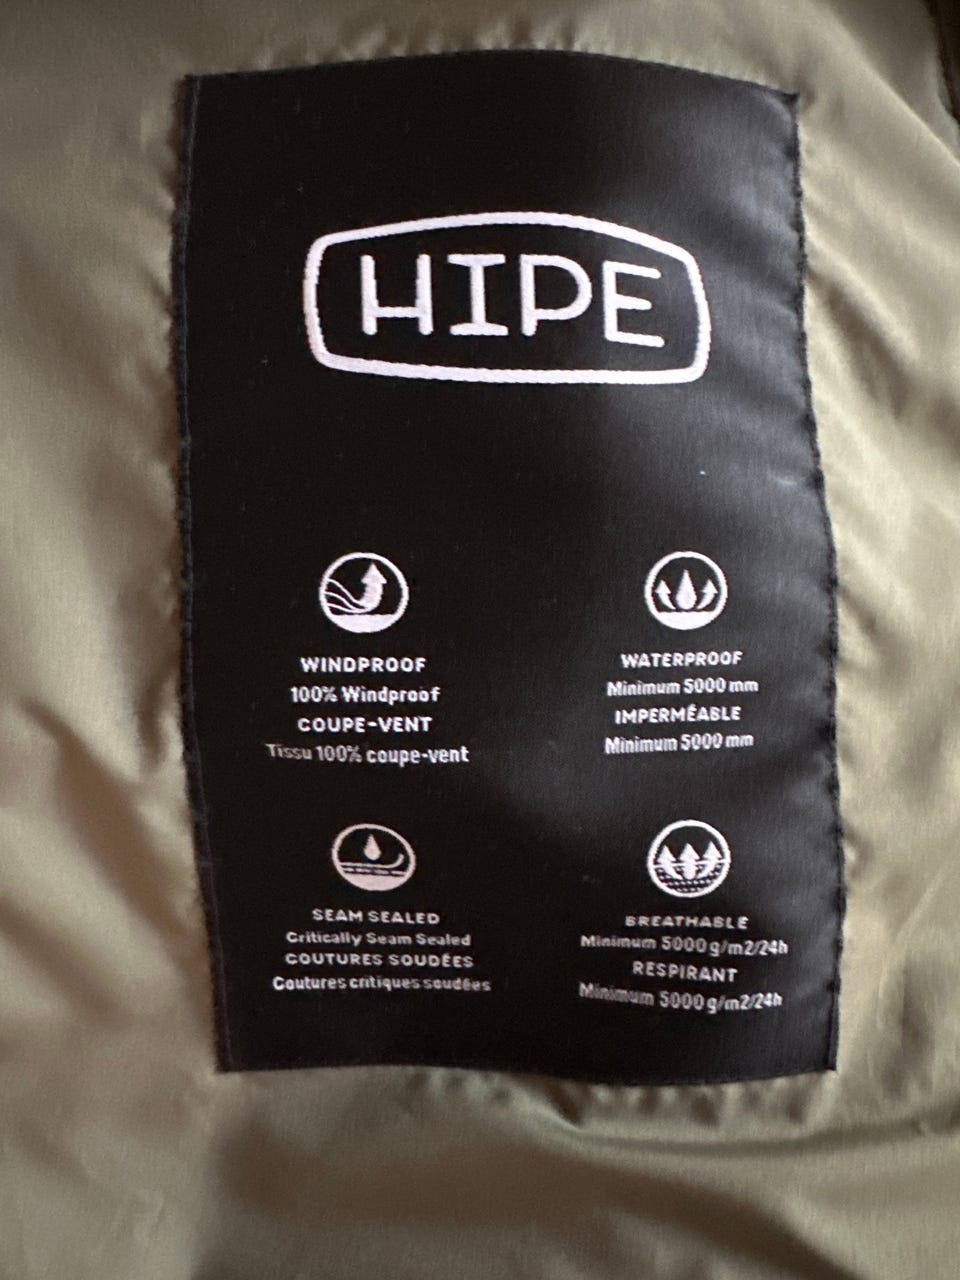 HIPE
WINDPROOF
100% Windproof
COUPE-VENT
Tissu 100% coupe-vent
WATERPROOF
Minimum 5000 mm
IMPERMÉABLE
Minimum 5000 mm
SEAM SEALED
Critically Seam Sealed
COUTURES SOUDÉES
Coutures critiques soudées
BREATHABLE
Minimum 5000 g/m2/24h
RESPIRANT
Minimum 5000 g/m2/24h